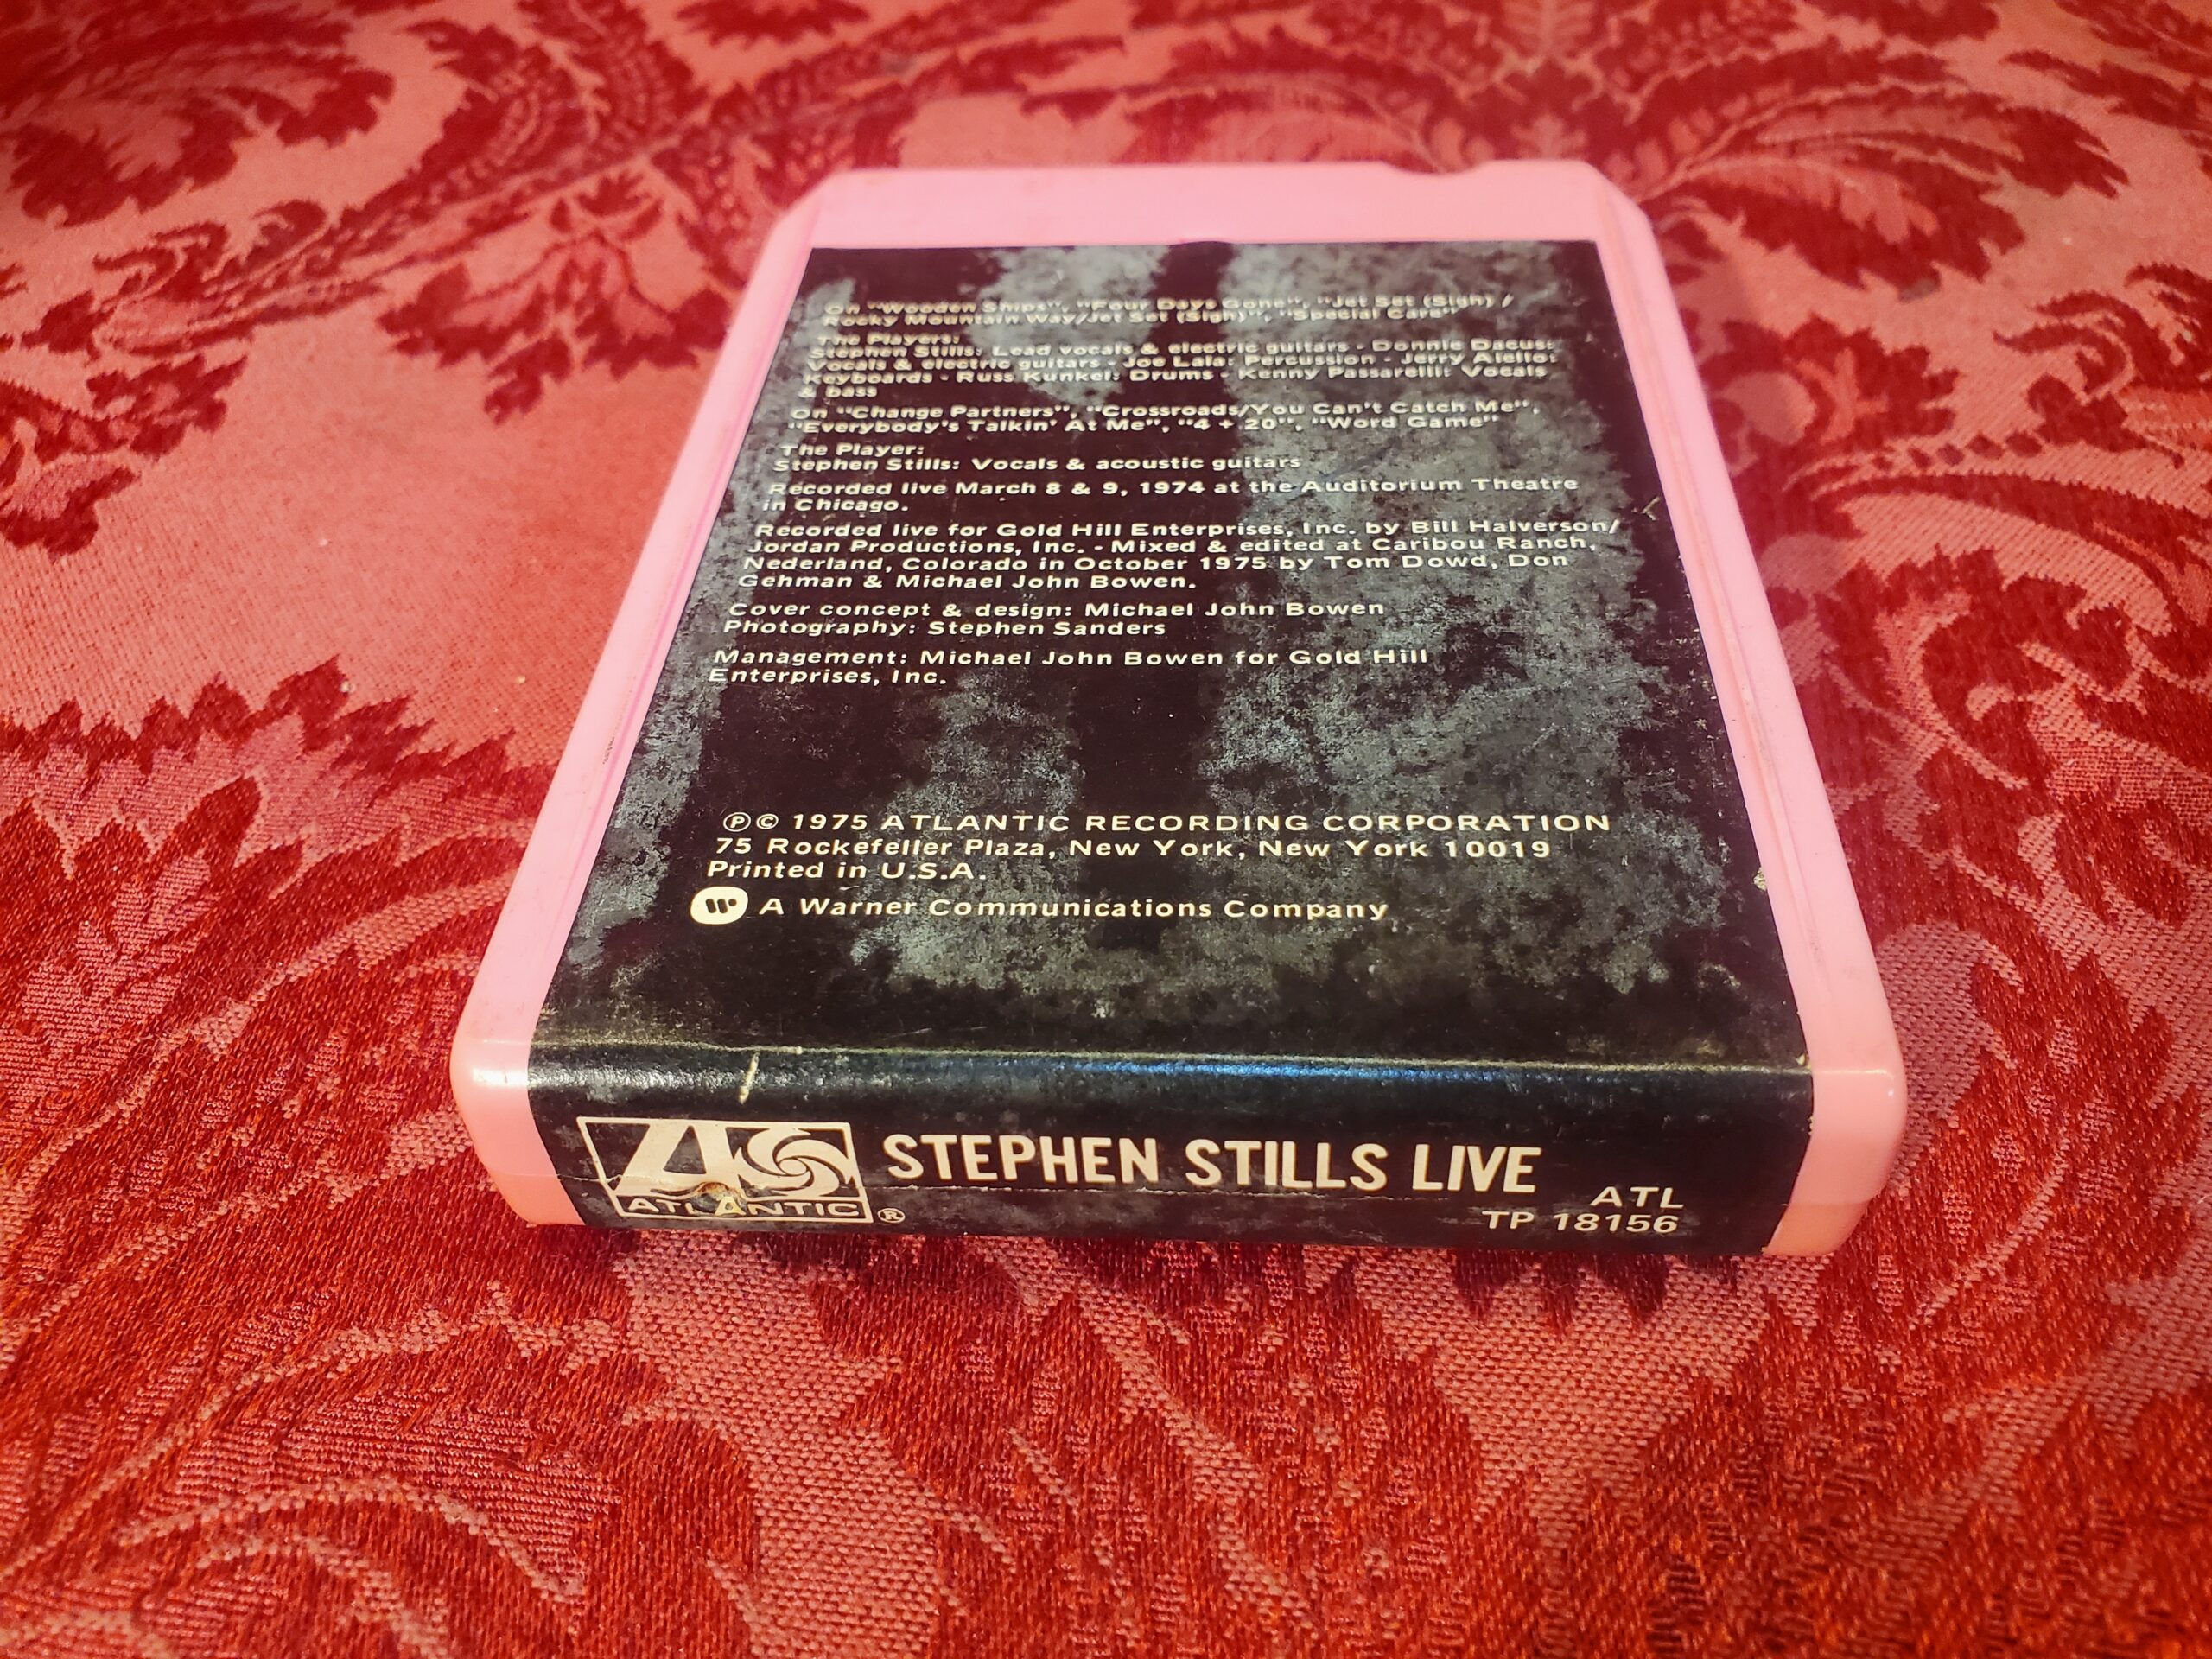 On "Wooden Ships", "Four Days Gone", "Jet Set (Sigh) /
Rocky Mountain Way/Jet Set (Sigh)", "Special Care"
The Players:
Stephen Stills: Lead vocals & electric guitars - Donnie Dacus:
Vocals & electric guitars - Joe Lala: Percussion - Jerry Aiello:
Keyboards - Russ Kunkel: Drums - Kenny Passarelli: Vocals
& bass
On "Change Partners", "Crossroads/You Can't Catch Me",
"Everybody's Talkin' At Me", "4 + 20", "Word Game"
The Player:
Stephen Stills: Vocals & acoustic guitars
Recorded live March 8 & 9, 1974 at the Auditorium Theatre
in Chicago.
Recorded live for Gold Hill Enterprises, Inc. by Bill Halverson/
Jordan Productions, Inc. - Mixed & edited at Caribou Ranch,
Nederland, Colorado in October 1975 by Tom Dowd, Don
Gehman & Michael John Bowen.
Cover concept & design: Michael John Bowen
Photography: Stephen Sanders
Management: Michael John Bowen for Gold Hill
Enterprises, Inc.
℗© 1975 ATLANTIC RECORDING CORPORATION
75 Rockefeller Plaza, New York, New York 10019
Printed in U.S.A.
A Warner Communications Company
ATLANTIC ®
STEPHEN STILLS LIVE
ATL
TP 18156